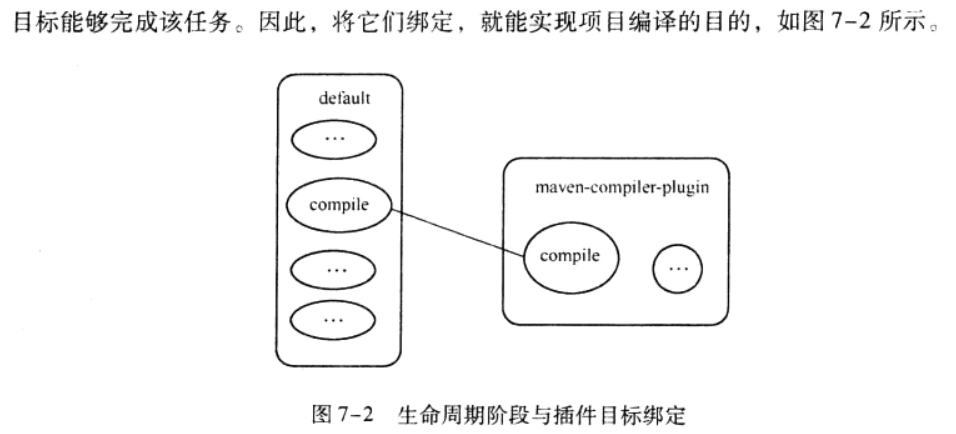 目标能够完成该任务。因此，将它们绑定，就能实现项目编译的目的，如图7-2所示。
default
…
compile
…
…
maven-compiler-plugin
compile
…
图7-2 生命周期阶段与插件目标绑定